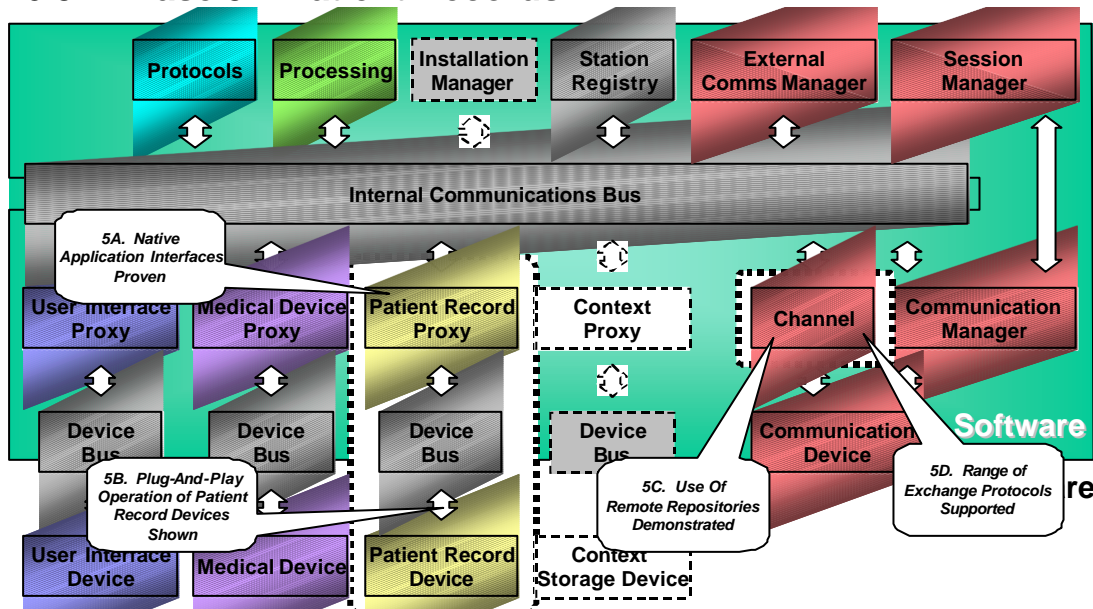 Protocols
Processing
Installation
Manager
Station
Registry
External
Comms Manager
Session
Manager
Internal Communications Bus
5A. Native
Application Interfaces
Proven
User Interface
Proxy
Medical Device
Proxy
Patient Record
Proxy
Context
Proxy
Channel
Communication
Manager
Device
Bus
Device
Bus
Device
Bus
Device
Bus
Communication
Device
Software
5B. Plug-And-Play
Operation of Patient
Record Devices
Shown
5C. Use Of
Remote Repositories
Demonstrated
5D. Range of
Exchange Protocols
Supported
re
User Interface
Device
Medical Device
Patient Record
Device
Context
Storage Device